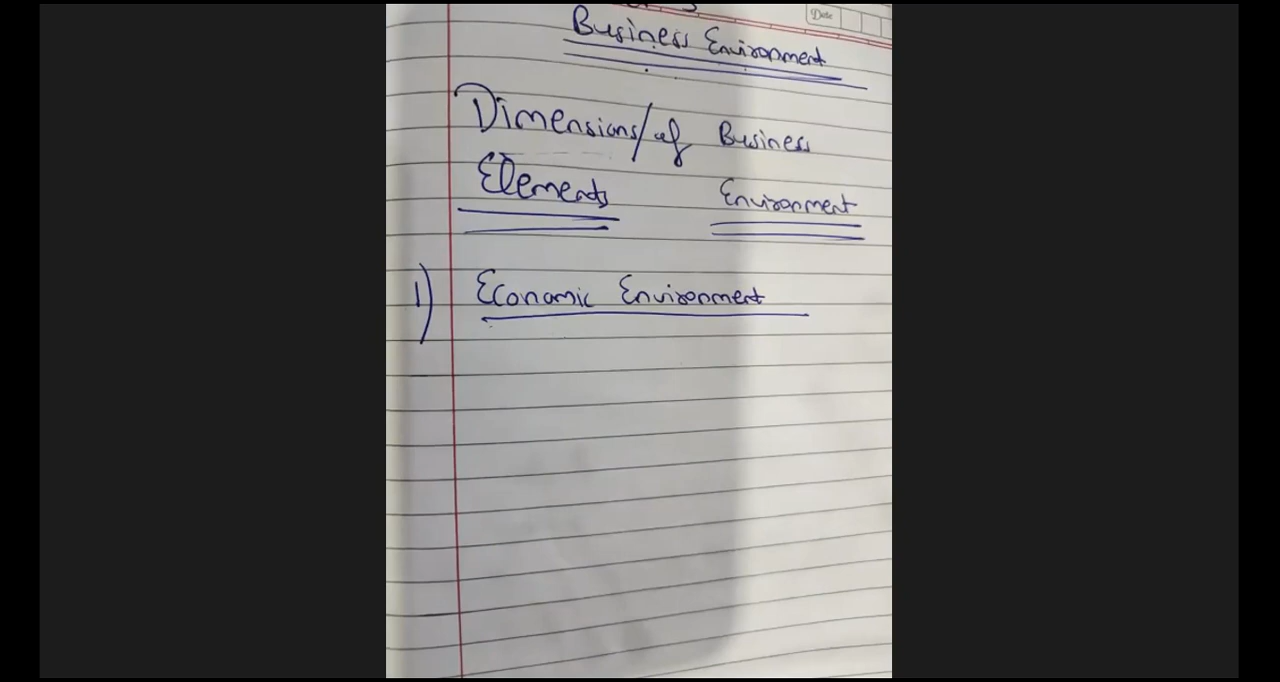 Date
Business Environment
Dimensions/of Business
Elements Environment
1) Economic Environment